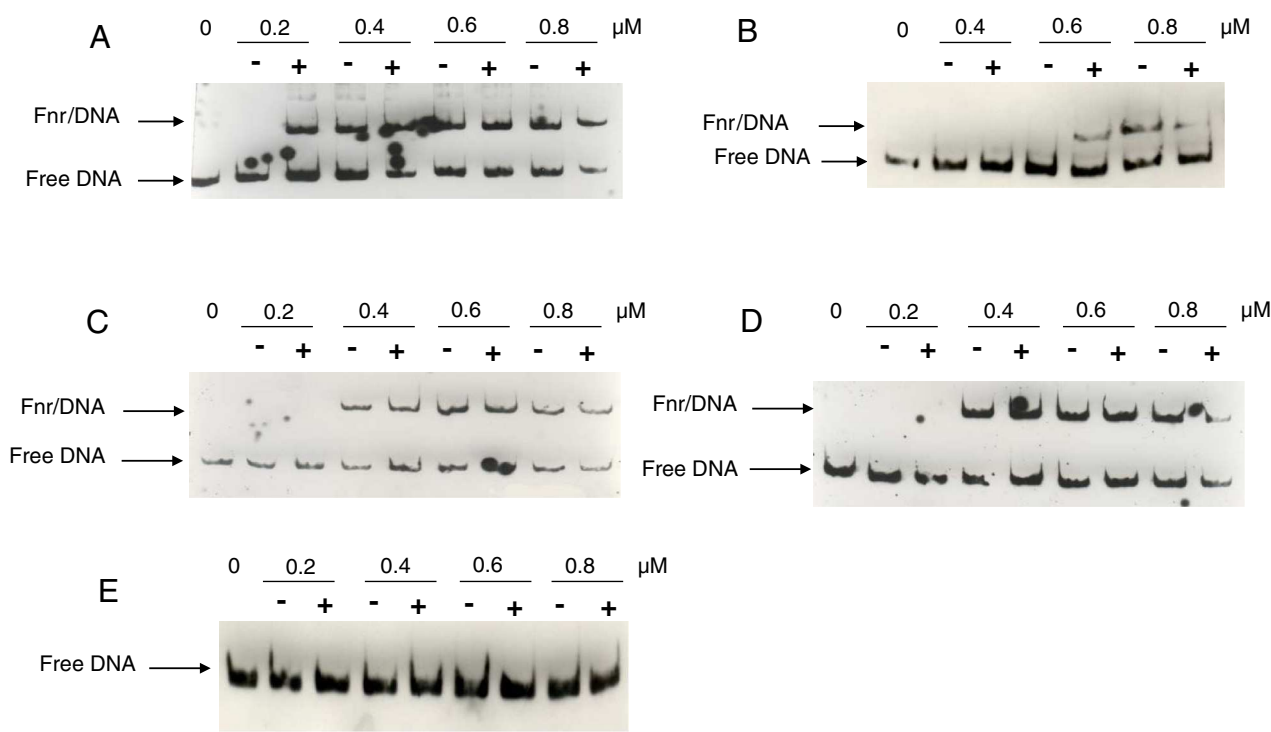 A
0 0.2 0.4 0.6 0.8 µM
- + - + - + - +
Fnr/DNA
Free DNA
B
0 0.4 0.6 0.8 µM
- + - + - +
Fnr/DNA
Free DNA
C
0 0.2 0.4 0.6 0.8 µM
- + - + - + - +
Fnr/DNA
Free DNA
D
0 0.2 0.4 0.6 0.8 µM
- + - + - + - +
Fnr/DNA
Free DNA
E
0 0.2 0.4 0.6 0.8 µM
- + - + - + - +
Free DNA